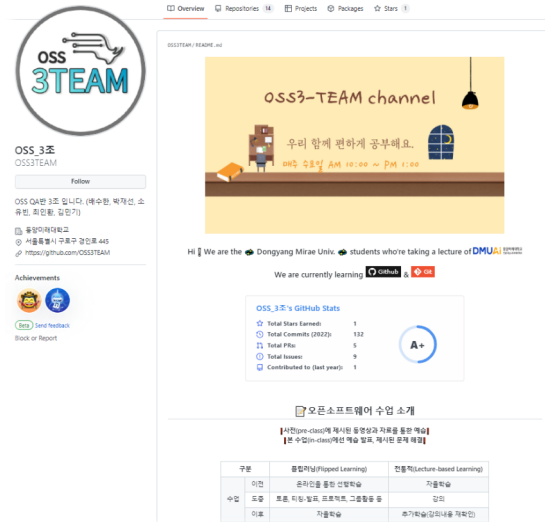 Overview Repositories 14 Projects Packages Stars 1
OSS
3TEAM
OSS_3조
OSS3TEAM
Follow
OSS QA반 3조 입니다. (배수한, 박재선, 소유빈, 최인환, 김민기)
동양미래대학교
서울특별시 구로구 경인로 445
https://github.com/OSS3TEAM
Achievements
Beta Send feedback
Block or Report
OSS3TEAM / README.md
OSS3-TEAM channel
우리 함께 편하게 공부해요.
매주 수요일 AM 10:00 ~ PM 1:00
Hi We are the Dongyang Mirae Univ. students who're taking a lecture of DMUAi
We are currently learning Github & Git
OSS_3조's GitHub Stats
Total Stars Earned: 1
Total Commits (2022): 132
Total PRs: 5
Total Issues: 9
Contributed to (last year): 1
A+
오픈소프트웨어 수업 소개
사전(pre-class)에 제시된 동영상과 자료를 통한 예습
본 수업(in-class)에선 예습 발표, 제시된 문제 해결
구분 플립러닝(Flipped Learning) 전통적(Lecture-based Learning)
수업 이전 온라인을 통한 선행학습 자율학습
도중 토론, 티칭-발표, 프로젝트, 그룹활동 등 강의
이후 자율학습 추가학습(강의내용 재확인)